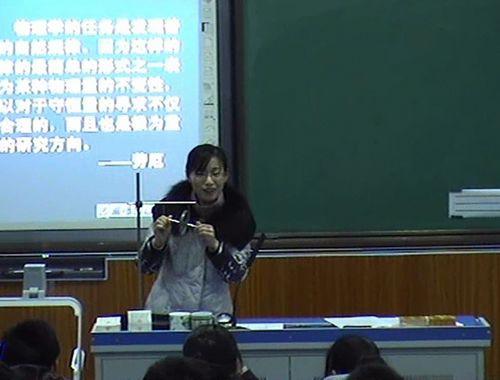 物理学的任务是发现普
的自然规律。因为这样的
律的最简单的形式之一表
为某种物理量的不变性，
以对于守恒量的寻求不仅
合理的，而且也是极为重
的研究方向。
——劳厄